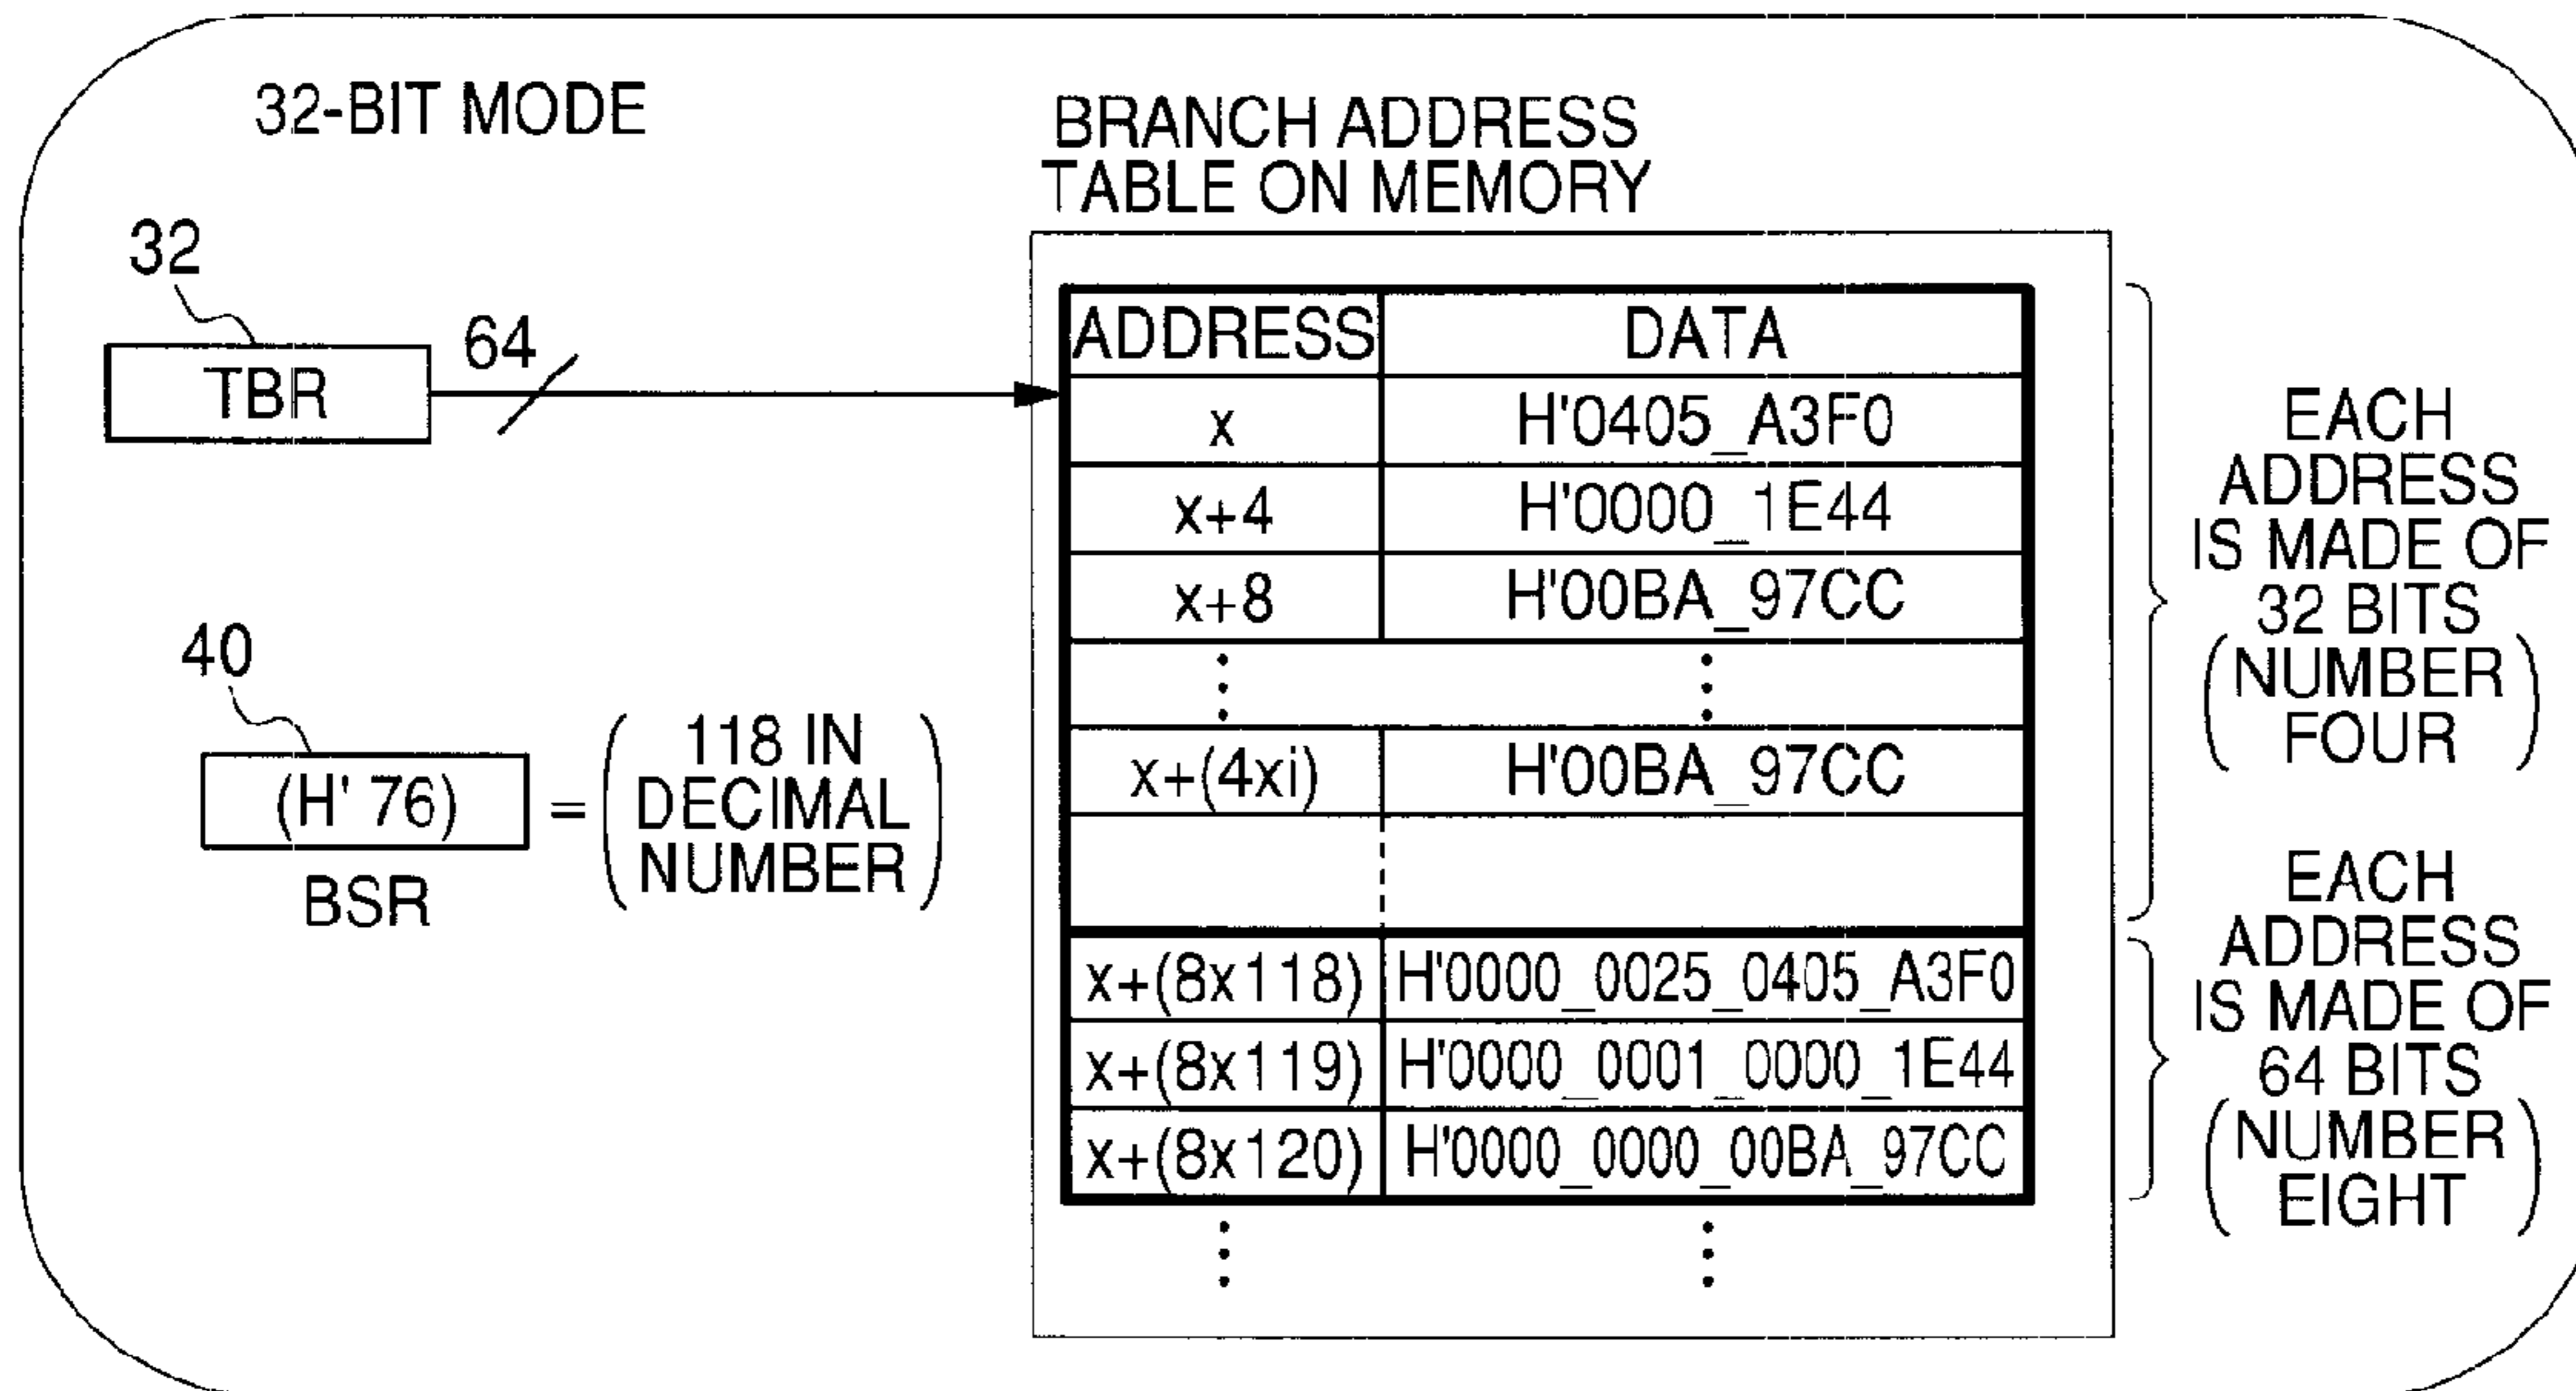 32-BIT MODE
BRANCH ADDRESS
TABLE ON MEMORY
32
TBR
64
40
(H' 76)
BSR
=
118 IN
DECIMAL
NUMBER
ADDRESS DATA
x H'0405_A3F0
x+4 H'0000_1E44
x+8 H'00BA_97CC
x+(4xi) H'00BA_97CC
x+(8x118) H'0000_0025_0405_A3F0
x+(8x119) H'0000_0001_0000_1E44
x+(8x120) H'0000_0000_00BA_97CC
EACH
ADDRESS
IS MADE OF
32 BITS
(NUMBER
FOUR)
EACH
ADDRESS
IS MADE OF
64 BITS
(NUMBER
EIGHT)